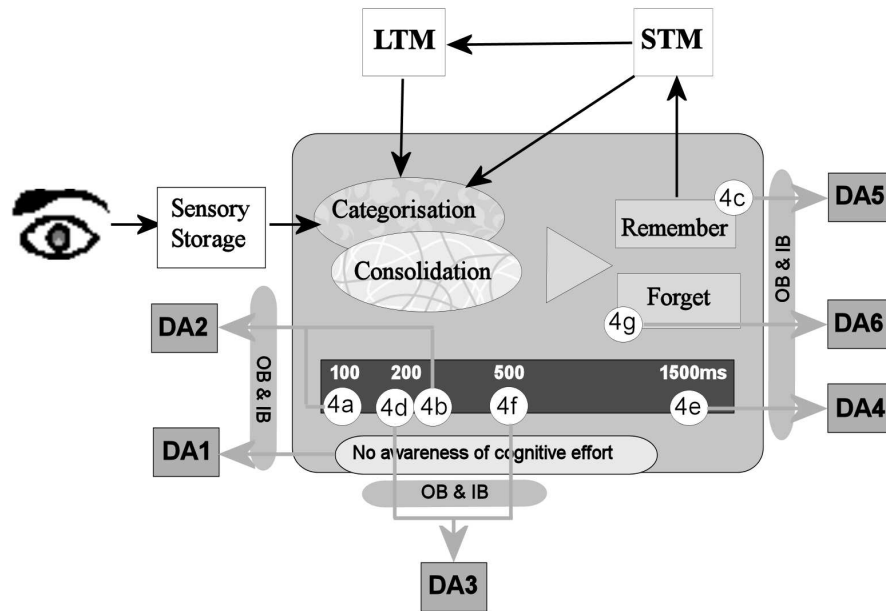 LTM
STM
Sensory
Storage
Categorisation
Consolidation
Remember
4c
Forget
4g
DA5
DA6
DA4
OB & IB
DA2
DA1
OB & IB
100 200 500 1500ms
4a 4d 4b 4f 4e
No awareness of cognitive effort
OB & IB
DA3